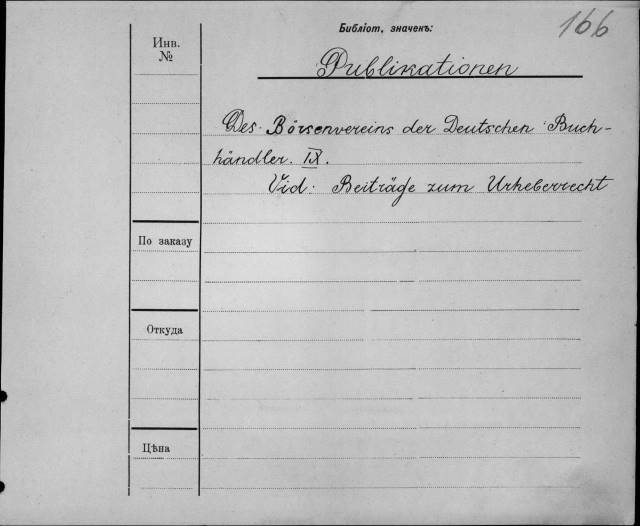 Библіот. значекъ:
166
Инв.
№
Publikationen
Des Börsenvereins der Deutschen Buch-
händler. IX.
Vid: Beiträge zum Urheberrecht
По заказу
Откуда
Цѣна